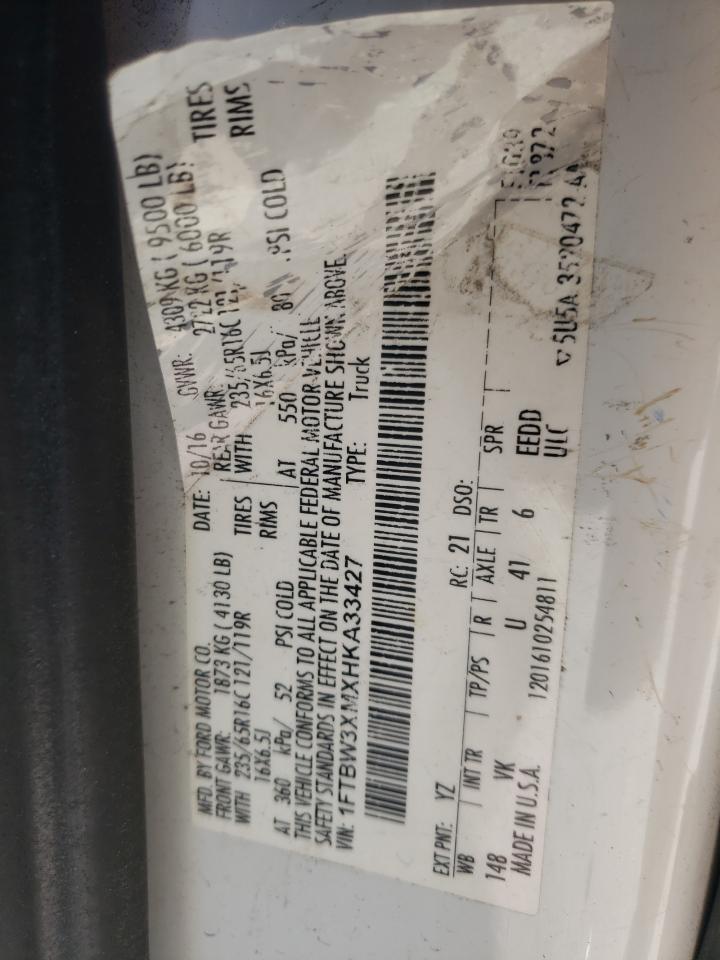 MFD. BY FORD MOTOR CO. DATE: 10/16 GVWR: 4309 KG ( 9500 LB)
FRONT GAWR: 1873 KG ( 4130 LB) REAR GAWR: 2722 KG ( 6000 LB)
WITH 235/65R16C 121/119R TIRES WITH 235/65R16C 121/119R TIRES
16X6.5J RIMS 16X6.5J RIMS
AT 360 kPa/ 52 PSI COLD AT 550 kPa/ 80 PSI COLD
THIS VEHICLE CONFORMS TO ALL APPLICABLE FEDERAL MOTOR VEHICLE
SAFETY STANDARDS IN EFFECT ON THE DATE OF MANUFACTURE SHOWN ABOVE.
VIN: 1FTBW3XMXHKA33427 TYPE: Truck
EXT PNT: YZ RC: 21 DSO:
WB INT TR TP/PS R AXLE TR SPR
148 VK U 41 6 EEDD
MADE IN U.S.A. 1201610254811 ULC
▽ 5U5A 3520472 AA